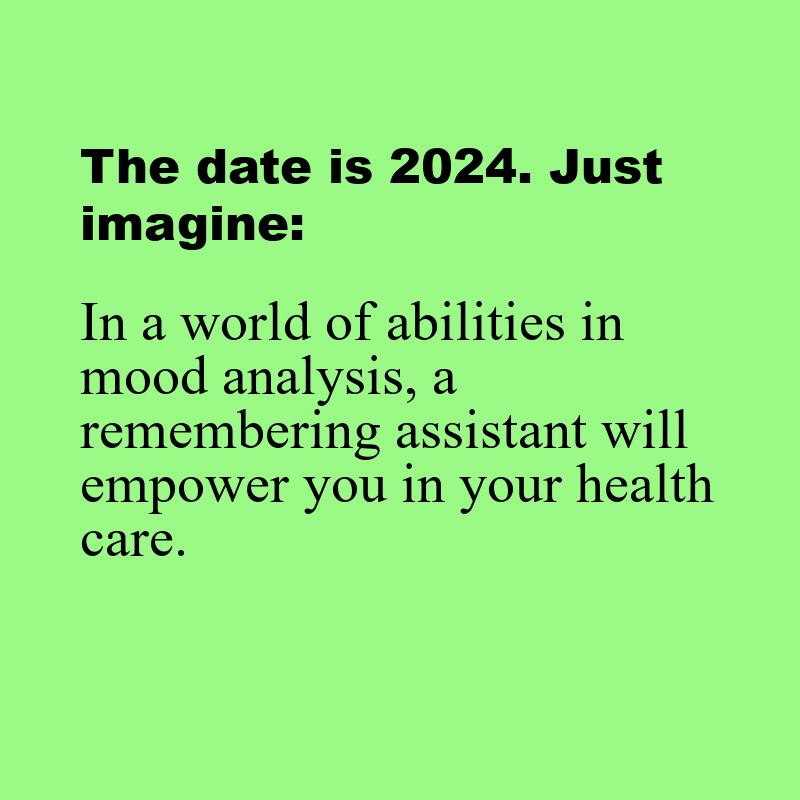 The date is 2024. Just
imagine:
In a world of abilities in
mood analysis, a
remembering assistant will
empower you in your health
care.